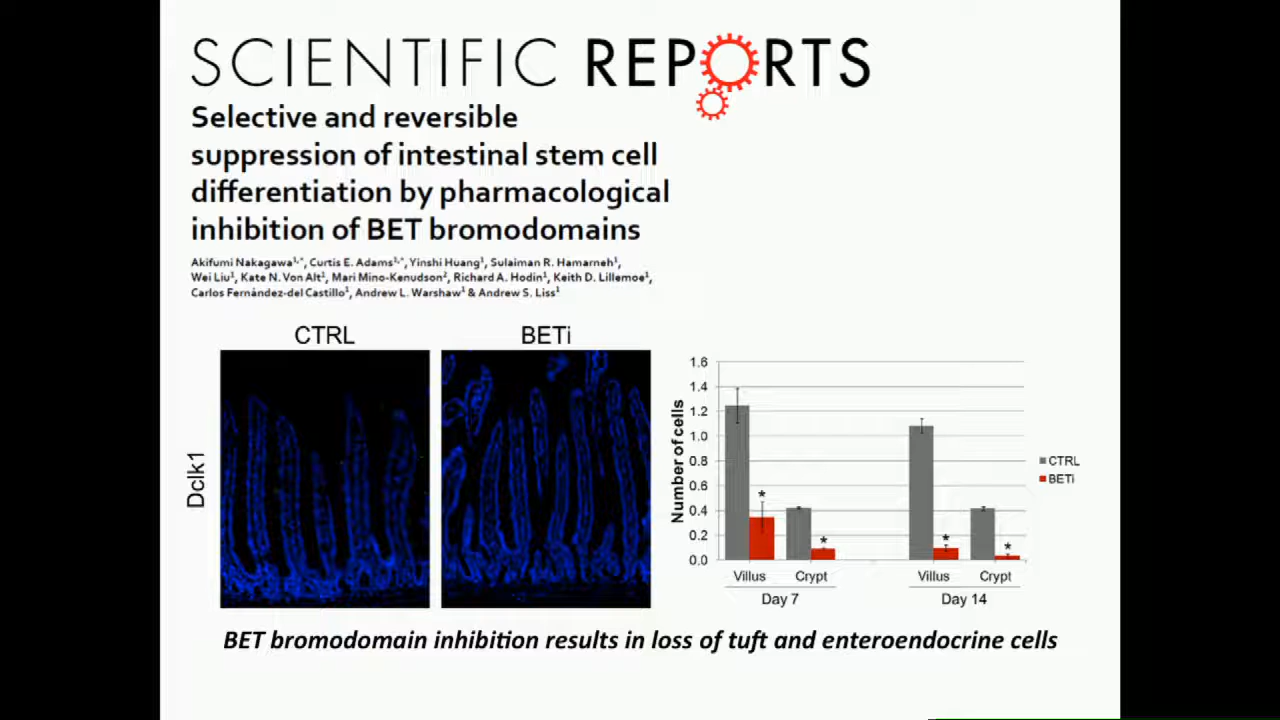 SCIENTIFIC REPORTS
Selective and reversible
suppression of intestinal stem cell
differentiation by pharmacological
inhibition of BET bromodomains
Akifumi Nakagawa¹,*, Curtis E. Adams¹,*, Yinshi Huang¹, Sulaiman R. Hamarneh¹,
Wei Liu¹, Kate N. Von Alt¹, Mari Mino-Kenudson², Richard A. Hodin¹, Keith D. Lillemoe¹,
Carlos Fernández-del Castillo¹, Andrew L. Warshaw¹ & Andrew S. Liss¹
CTRL
BETi
Dclk1
Number of cells
1.6
1.4
1.2
1.0
0.8
0.6
0.4
0.2
0.0
*
*
*
*
Villus
Crypt
Villus
Crypt
Day 7
Day 14
CTRL
BETi
BET bromodomain inhibition results in loss of tuft and enteroendocrine cells